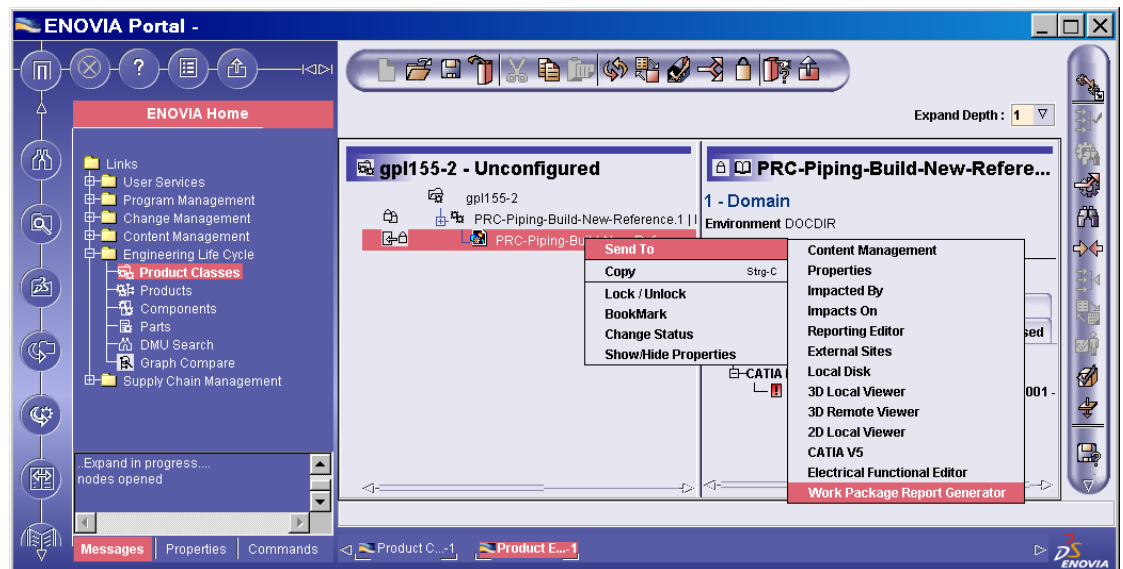 ENOVIA Portal -
ENOVIA Home
Expand Depth : 1
Links
User Services
Program Management
Change Management
Content Management
Engineering Life Cycle
Product Classes
Products
Components
Parts
DMU Search
Graph Compare
Supply Chain Management
..Expand in progress....
nodes opened
Messages Properties Commands
gpl155-2 - Unconfigured
gpl155-2
PRC-Piping-Build-New-Reference.1 |
PRC-Piping-Bu
PRC-Piping-Build-New-Refere...
1 - Domain
Environment DOCDIR
Send To
Copy Strg-C
Lock / Unlock
BookMark
Change Status
Show/Hide Properties
Content Management
Properties
Impacted By
Impacts On
Reporting Editor
External Sites
Local Disk
3D Local Viewer
3D Remote Viewer
2D Local Viewer
CATIA V5
Electrical Functional Editor
Work Package Report Generator
sed
CATIA
001 -
Product C...-1 Product E...-1
ENOVIA